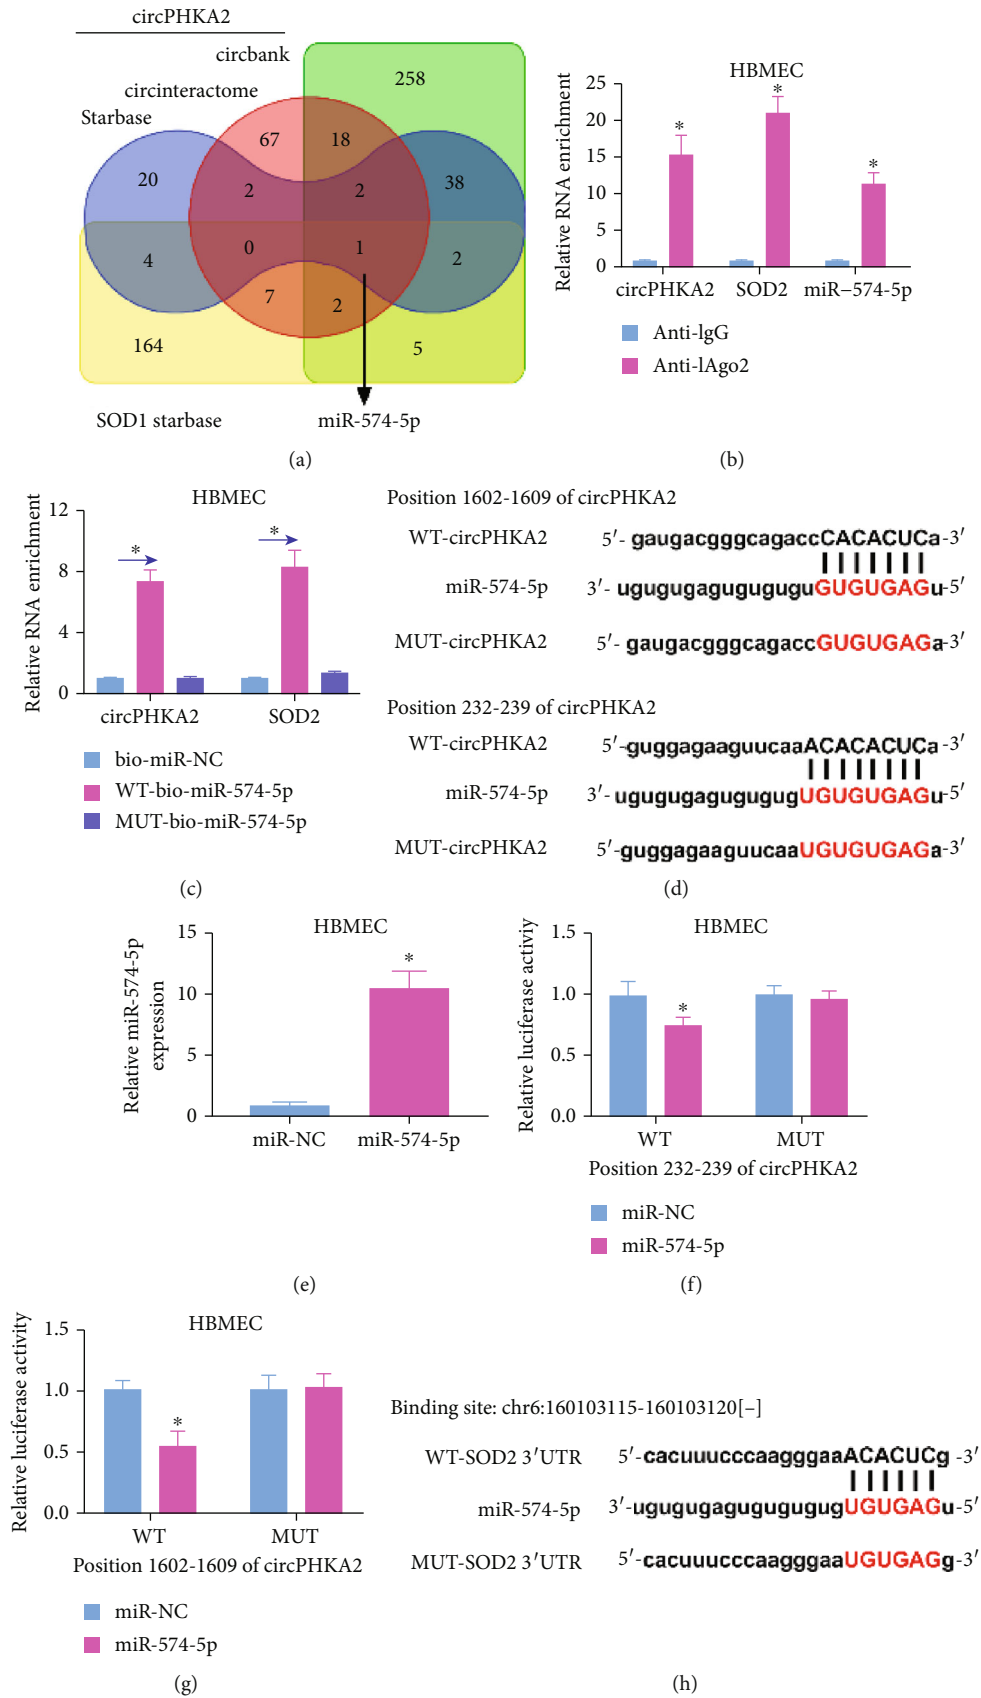 circPHKA2
circbank
circinteractome
Starbase
258
67
18
20
2
2
38
4
0
1
2
7
2
164
5
SOD1 starbase
miR-574-5p
(a)
HBMEC
Relative RNA enrichment
25
20
15
10
5
0
*
*
*
circPHKA2
SOD2
miR–574-5p
Anti-lgG
Anti-lAgo2
(b)
HBMEC
Relative RNA enrichment
12
8
4
0
*
*
circPHKA2
SOD2
bio-miR-NC
WT-bio-miR-574-5p
MUT-bio-miR-574-5p
(c)
Position 1602-1609 of circPHKA2
WT-circPHKA2 5′- gaugacgggcagaccCACACUCa-3′
miR-574-5p 3′- ugugugaguguguguGUGUGAGu-5′
MUT-circPHKA2 5′- gaugacgggcagaccGUGUGAGa-3′
Position 232-239 of circPHKA2
WT-circPHKA2 5′-guggagaaguucaaACACACUCa-3′
miR-574-5p 3′-ugugugagugugugUGUGUGAGu-5′
MUT-circPHKA2 5′-guggagaaguucaaUGUGUGAGa-3′
(d)
HBMEC
Relative miR-574-5p
expression
15
10
5
0
*
miR-NC
miR-574-5p
(e)
HBMEC
Relative luciferase activiy
1.5
1.0
0.5
0.0
*
WT
MUT
Position 232-239 of circPHKA2
miR-NC
miR-574-5p
(f)
HBMEC
Relative luciferase activity
1.5
1.0
0.5
0.0
*
WT
MUT
Position 1602-1609 of circPHKA2
miR-NC
miR-574-5p
(g)
Binding site: chr6:160103115-160103120[–]
WT-SOD2 3′UTR 5′-cacuuucccaagggaaACACUCg -3′
miR-574-5p 3′-ugugugagugugugugUGUGAGu-5′
MUT-SOD2 3′UTR 5′-cacuuucccaagggaaUGUGAGg-3′
(h)